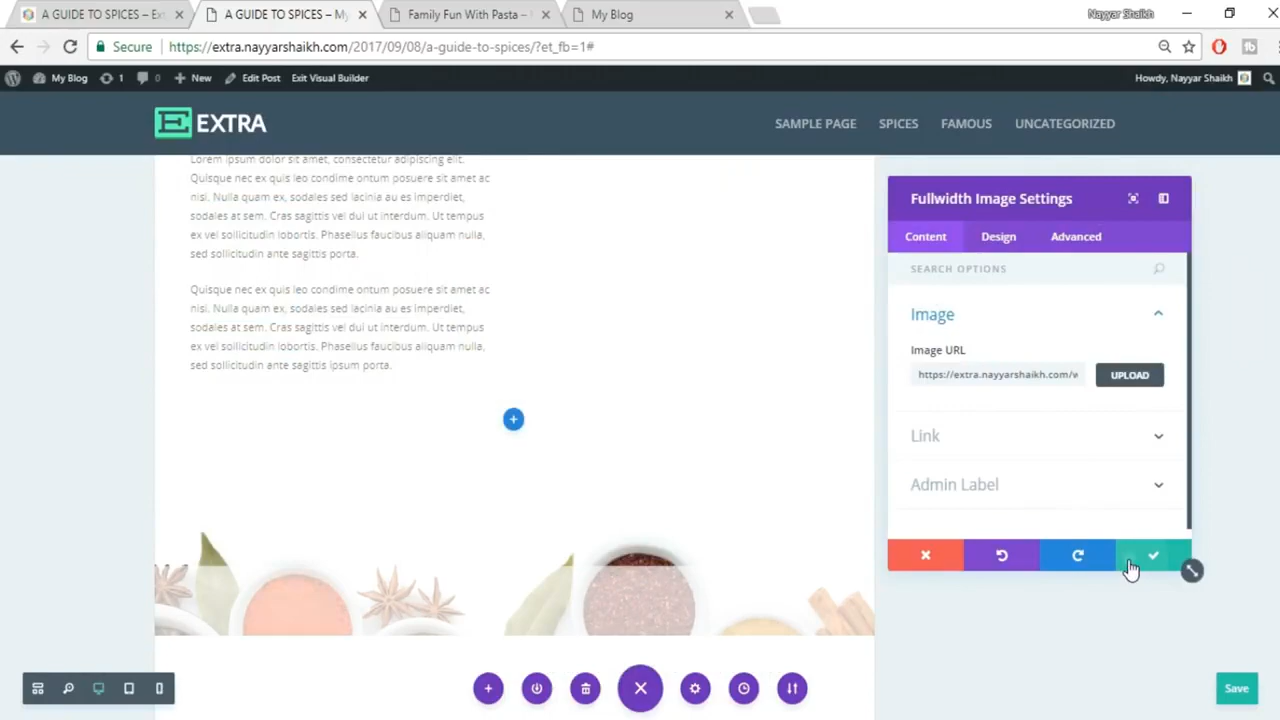 A GUIDE TO SPICES – Ex
A GUIDE TO SPICES – My
Family Fun With Pasta –
My Blog
Nayyar Shaikh
Secure
https://extra.nayyarshaikh.com/2017/09/08/a-guide-to-spices/?et_fb=1#
My Blog
1
0
New
Edit Post
Exit Visual Builder
Howdy, Nayyar Shaikh
E EXTRA
SAMPLE PAGE
SPICES
FAMOUS
UNCATEGORIZED
Lorem ipsum dolor sit amet, consectetur adipiscing elit.
Quisque nec ex quis leo condime ontum posuere sit amet ac
nisi. Nulla quam ex, sodales sed lacinia au es imperdiet,
sodales at sem. Cras sagittis vel dui ut interdum. Ut tempus
ex vel sollicitudin lobortis. Phasellus faucibus aliquam nulla,
sed sollicitudin ante sagittis porta.
Quisque nec ex quis leo condime ontum posuere sit amet ac
nisi. Nulla quam ex, sodales sed lacinia au es imperdiet,
sodales at sem. Cras sagittis vel dui ut interdum. Ut tempus
ex vel sollicitudin lobortis. Phasellus faucibus aliquam nulla,
sed sollicitudin ante sagittis ipsum porta.
Fullwidth Image Settings
Content
Design
Advanced
SEARCH OPTIONS
Image
Image URL
https://extra.nayyarshaikh.com/w
UPLOAD
Link
Admin Label
Save